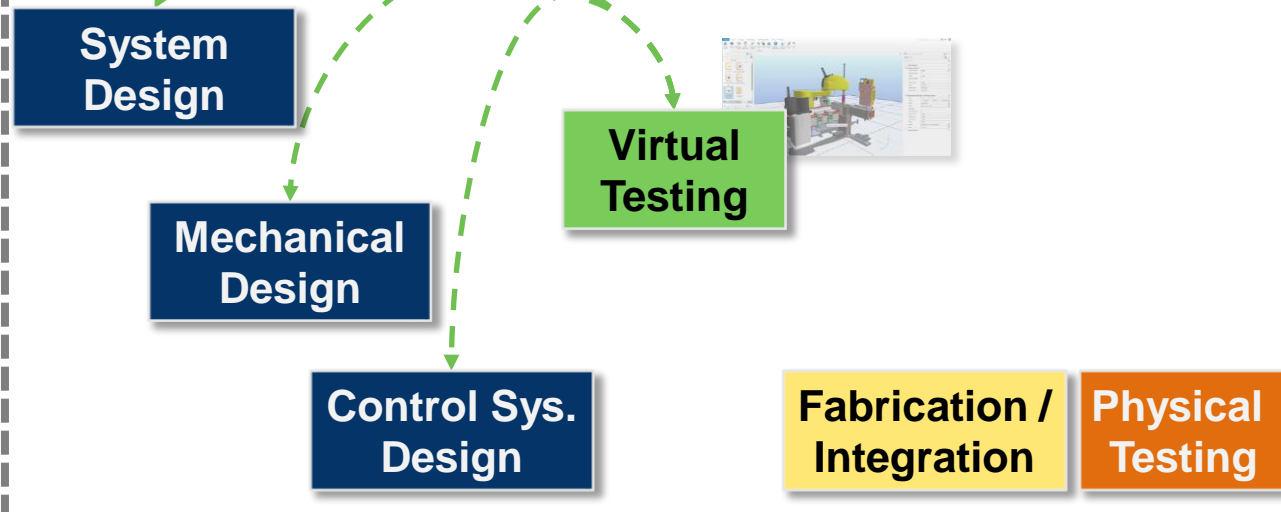 System
Design
Virtual
Testing
Mechanical
Design
Control Sys.
Design
Fabrication /
Integration
Physical
Testing